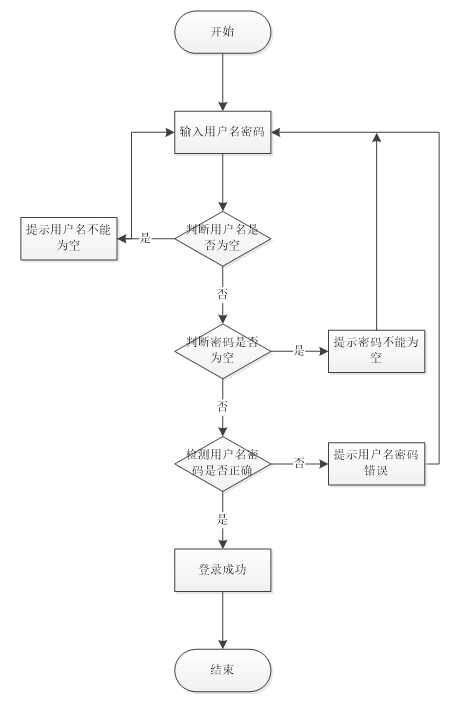 开始
输入用户名密码
提示用户名不能
为空
是
判断用户名是
否为空
否
判断密码是否
为空
是
提示密码不能为
空
否
检测用户名密
码是否正确
否
提示用户名密码
错误
是
登录成功
结束